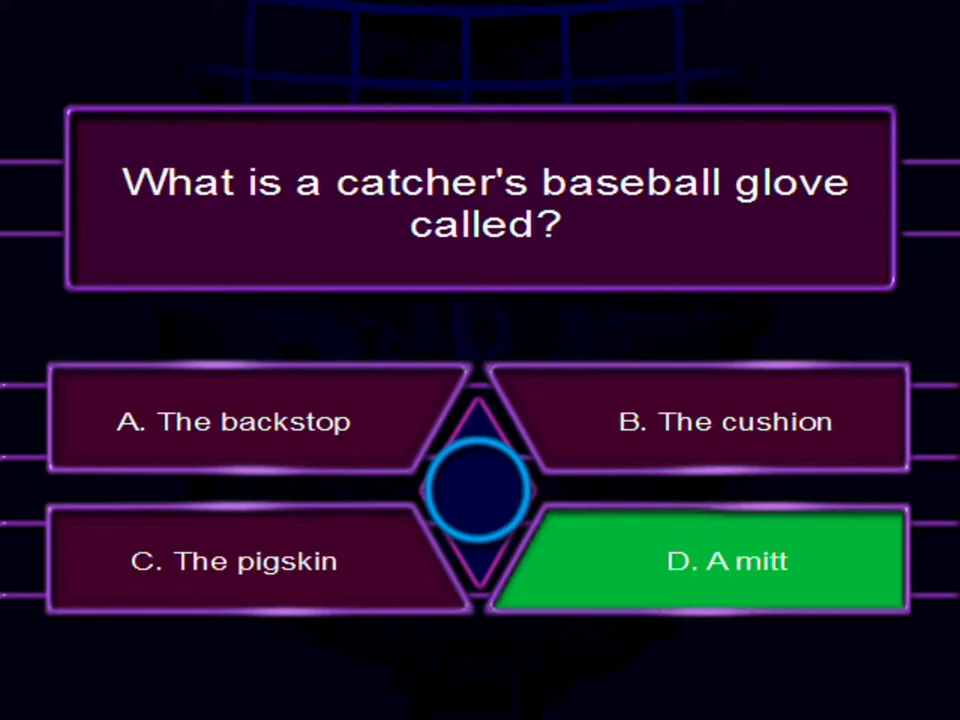 What is a catcher's baseball glove
called?
A. The backstop
B. The cushion
C. The pigskin
D. A mitt